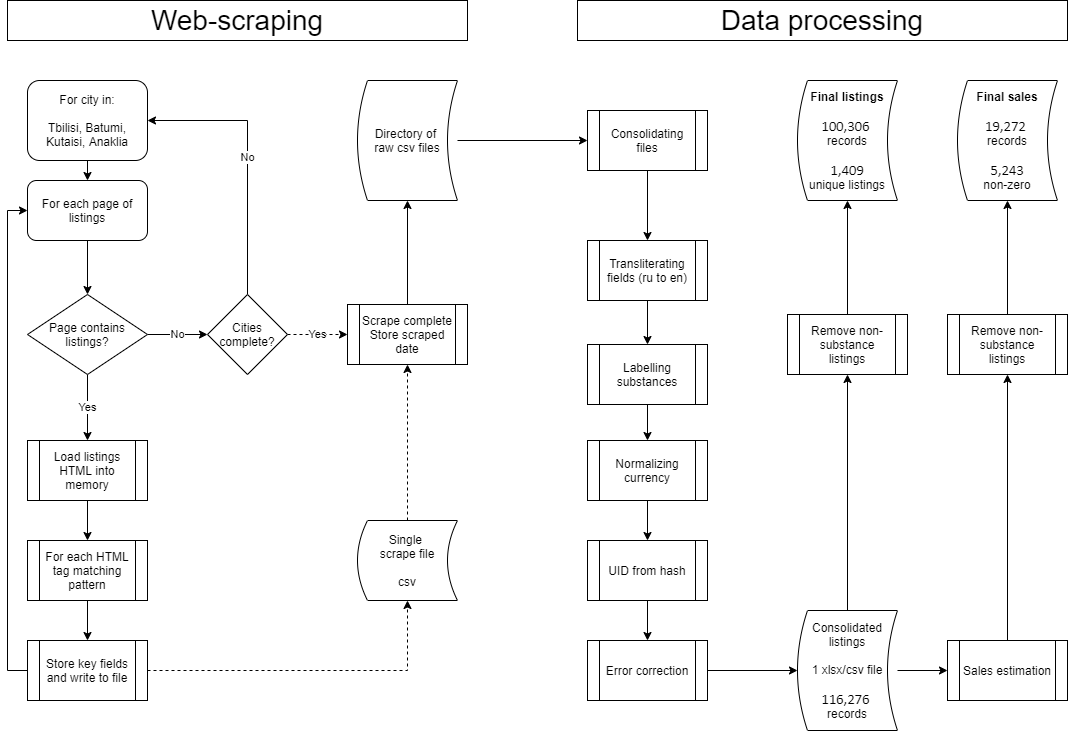 Web-scraping
For city in:
Tbilisi, Batumi,
Kutaisi, Anaklia
For each page of
listings
Page contains
listings?
No
Cities
complete?
No
Yes
Yes
Load listings
HTML into
memory
For each HTML
tag matching
pattern
Store key fields
and write to file
Directory of
raw csv files
Scrape complete
Store scraped
date
Single
scrape file
csv
Data processing
Consolidating
files
Transliterating
fields (ru to en)
Labelling
substances
Normalizing
currency
UID from hash
Error correction
Final listings
100,306
records
1,409
unique listings
Remove non-
substance
listings
Consolidated
listings
1 xlsx/csv file
116,276
records
Final sales
19,272
records
5,243
non-zero
Remove non-
substance
listings
Sales estimation